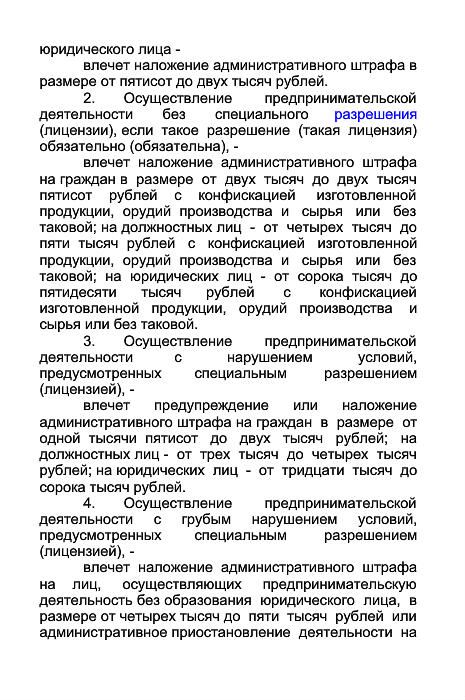 юридического лица -
влечет наложение административного штрафа в
размере от пятисот до двух тысяч рублей.
2. Осуществление предпринимательской
деятельности без специального разрешения
(лицензии), если такое разрешение (такая лицензия)
обязательно (обязательна), -
влечет наложение административного штрафа
на граждан в размере от двух тысяч до двух тысяч
пятисот рублей с конфискацией изготовленной
продукции, орудий производства и сырья или без
таковой; на должностных лиц - от четырех тысяч до
пяти тысяч рублей с конфискацией изготовленной
продукции, орудий производства и сырья или без
таковой; на юридических лиц - от сорока тысяч до
пятидесяти тысяч рублей с конфискацией
изготовленной продукции, орудий производства и
сырья или без таковой.
3. Осуществление предпринимательской
деятельности с нарушением условий,
предусмотренных специальным разрешением
(лицензией), -
влечет предупреждение или наложение
административного штрафа на граждан в размере от
одной тысячи пятисот до двух тысяч рублей; на
должностных лиц - от трех тысяч до четырех тысяч
рублей; на юридических лиц - от тридцати тысяч до
сорока тысяч рублей.
4. Осуществление предпринимательской
деятельности с грубым нарушением условий,
предусмотренных специальным разрешением
(лицензией), -
влечет наложение административного штрафа
на лиц, осуществляющих предпринимательскую
деятельность без образования юридического лица, в
размере от четырех тысяч до пяти тысяч рублей или
административное приостановление деятельности на